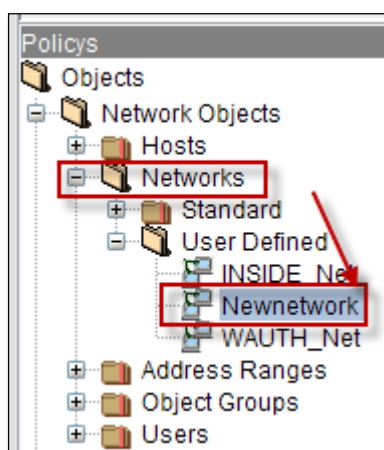 Policys
Objects
Network Objects
Hosts
Networks
Standard
User Defined
INSIDE_Net
Newnetwork
WAUTH_Net
Address Ranges
Object Groups
Users